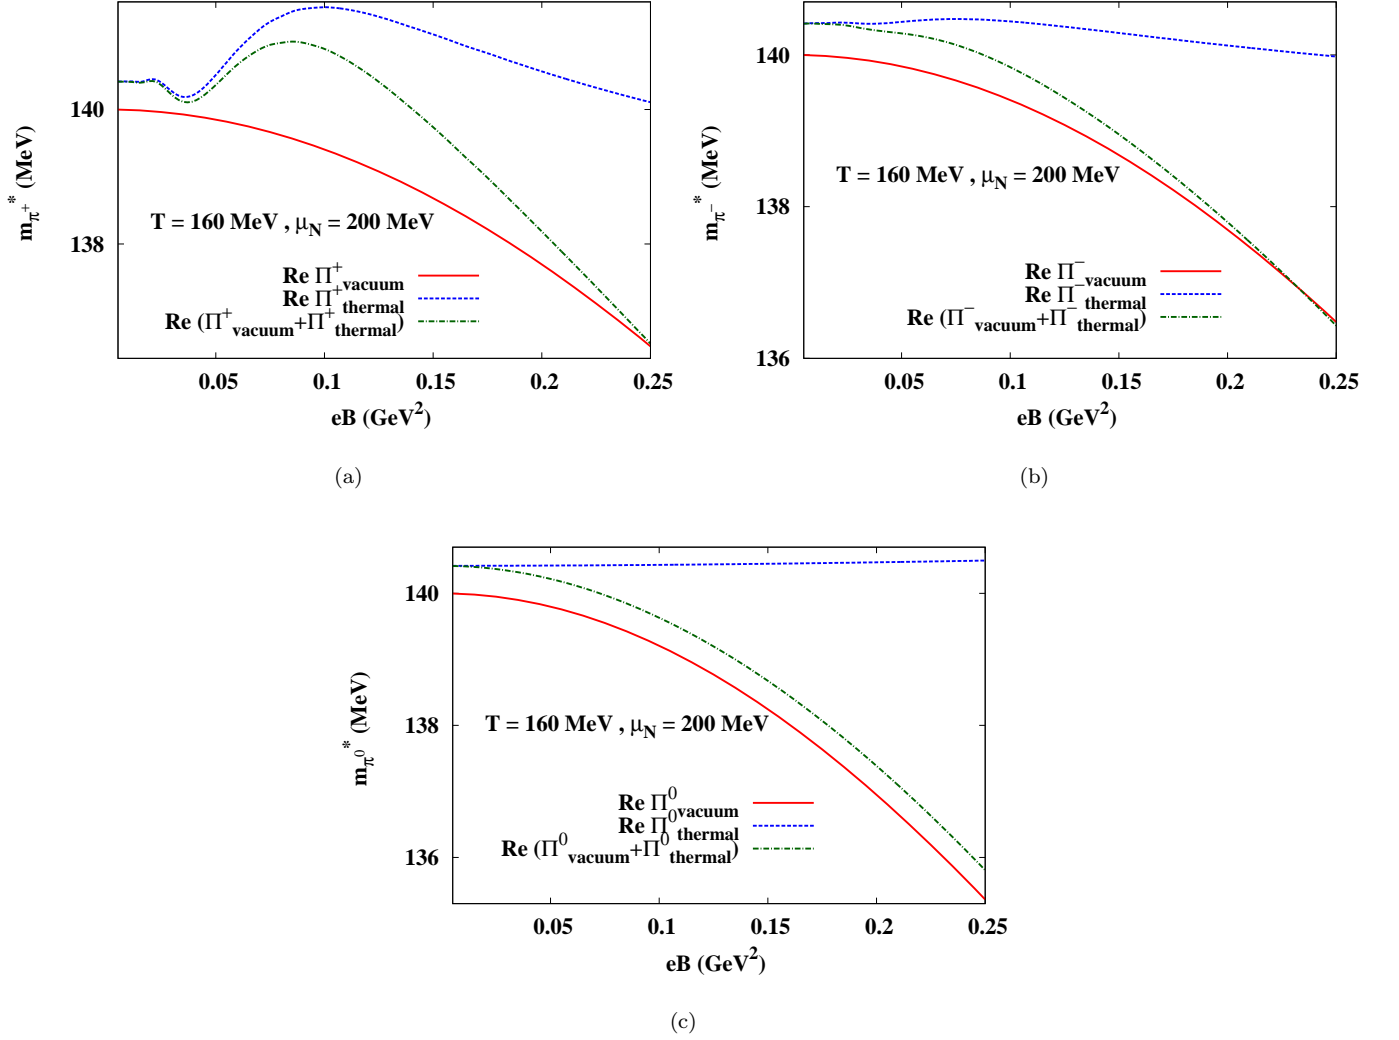 140
138
m_π+* (MeV)
T = 160 MeV , μ_N = 200 MeV
Re Π^+_vacuum
Re Π^+_thermal
Re (Π^+_vacuum+Π^+_thermal)
0.05 0.1 0.15 0.2 0.25
eB (GeV^2)
(a)
140
138
136
m_π−* (MeV)
T = 160 MeV , μ_N = 200 MeV
Re Π^−_vacuum
Re Π^−_thermal
Re (Π^−_vacuum+Π^−_thermal)
0.05 0.1 0.15 0.2 0.25
eB (GeV^2)
(b)
140
138
136
m_π0* (MeV)
T = 160 MeV , μ_N = 200 MeV
Re Π^0_vacuum
Re Π^0_thermal
Re (Π^0_vacuum+Π^0_thermal)
0.05 0.1 0.15 0.2 0.25
eB (GeV^2)
(c)